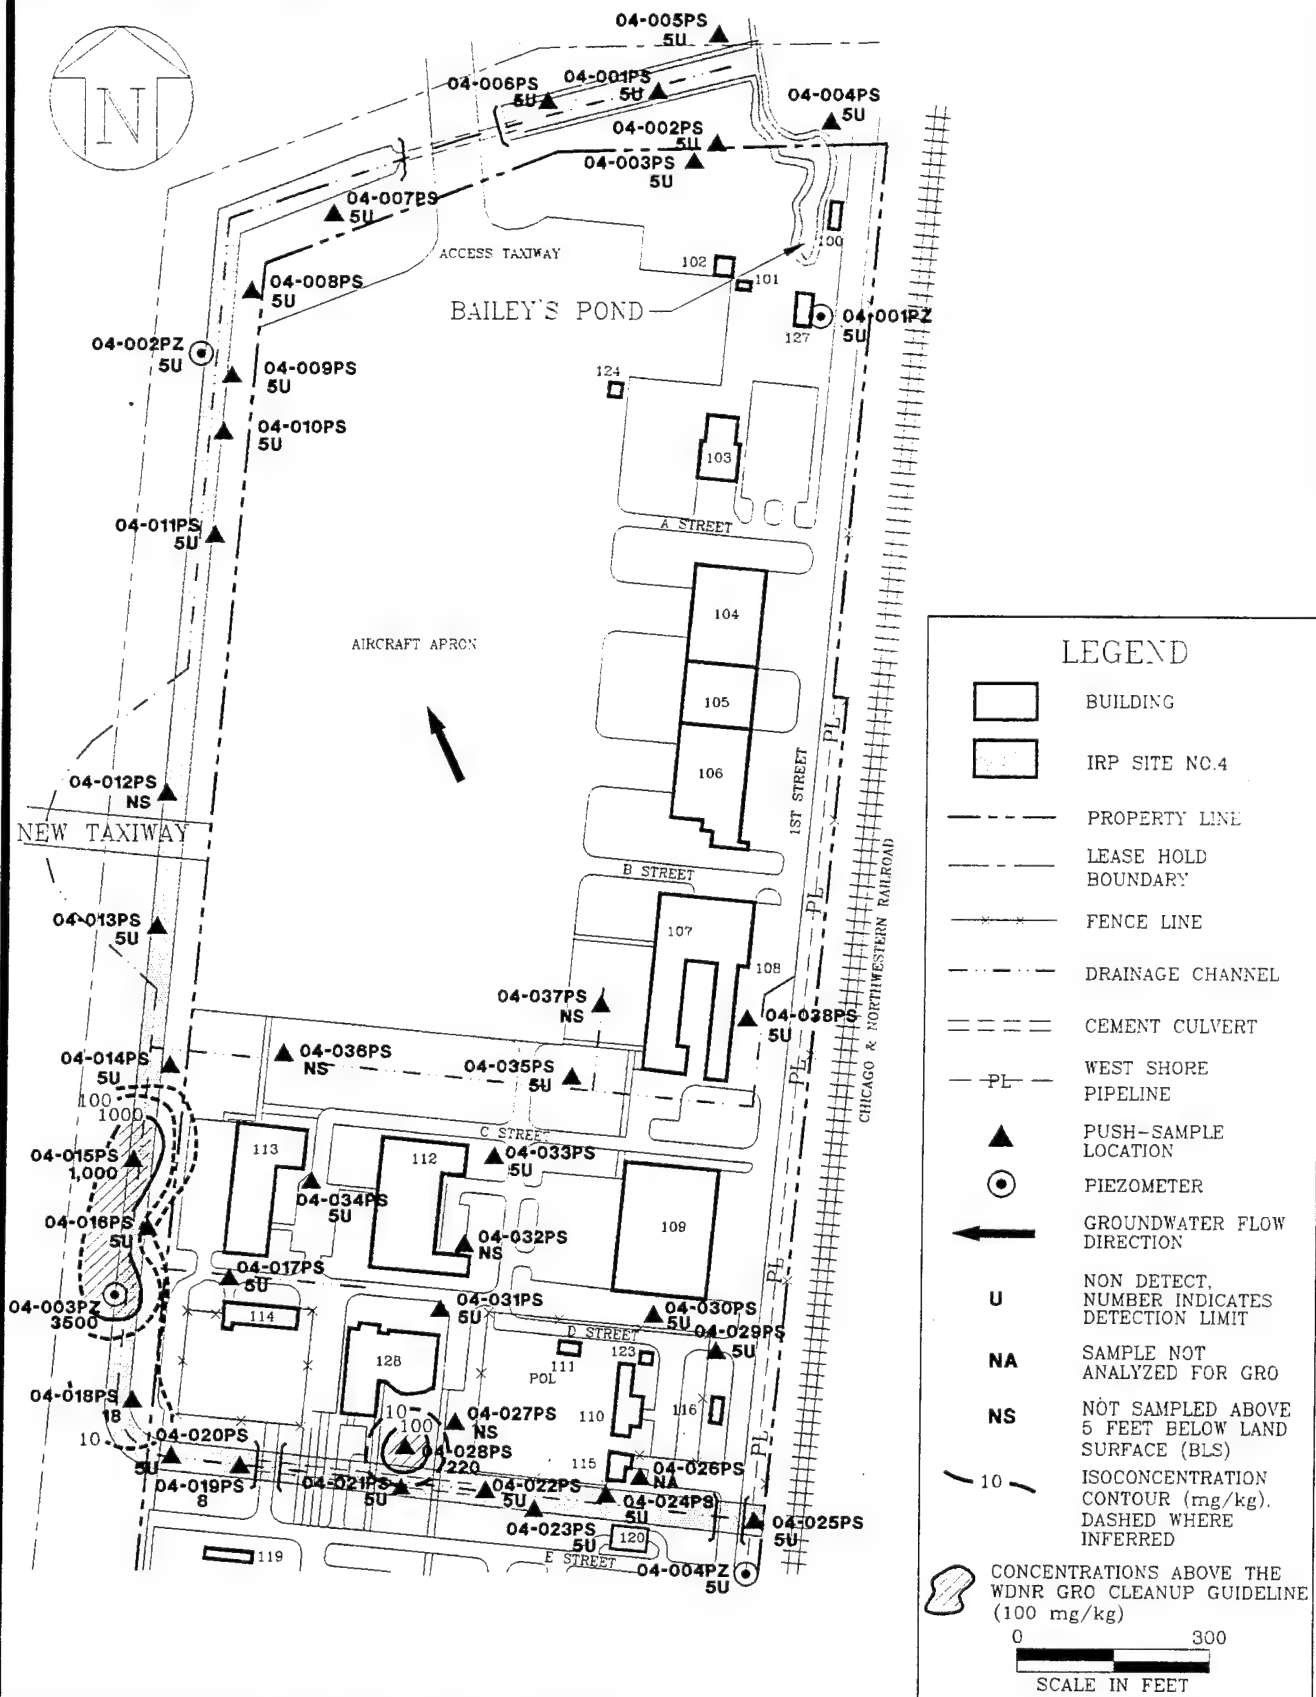 04-005PS
5U
N
04-006PS
5U
04-001PS
5U
04-004PS
5U
04-002PS
5U
04-003PS
5U
04-007PS
5U
100
ACCESS TAXIWAY
102
101
04-008PS
5U
BAILEY'S POND
04-001PZ
5U
127
04-002PZ
5U
04-009PS
5U
124
04-010PS
5U
103
04-011PS
5U
A STREET
104
AIRCRAFT APRON
105
PL
106
1ST STREET
04-012PS
NS
NEW TAXIWAY
B STREET
PL
CHICAGO & NORTHWESTERN RAILROAD
04-013PS
5U
107
108
04-037PS
NS
04-038PS
5U
04-014PS
5U
04-036PS
NS
04-035PS
5U
PL
100
1000
C STREET
113
112
04-033PS
5U
04-015PS
1,000
04-034PS
5U
109
04-016PS
5U
04-032PS
NS
04-017PS
5U
PL
04-003PZ
3500
114
04-031PS
5U
04-030PS
5U
D STREET
04-029PS
5U
128
111
123
POL
04-018PS
18
10
100
04-027PS
NS
110
116
10
04-020PS
5U
04-028PS
220
115
PL
04-019PS
8
04-021PS
5U
04-022PS
5U
04-026PS
NA
04-024PS
5U
04-023PS
5U
04-025PS
5U
120
119
E STREET
04-004PZ
5U
LEGEND
BUILDING
IRP SITE NO.4
PROPERTY LINE
LEASE HOLD
BOUNDARY
FENCE LINE
DRAINAGE CHANNEL
CEMENT CULVERT
PL
WEST SHORE
PIPELINE
PUSH-SAMPLE
LOCATION
PIEZOMETER
GROUNDWATER FLOW
DIRECTION
U
NON DETECT,
NUMBER INDICATES
DETECTION LIMIT
NA
SAMPLE NOT
ANALYZED FOR GRO
NS
NOT SAMPLED ABOVE
5 FEET BELOW LAND
SURFACE (BLS)
10
ISOCONCENTRATION
CONTOUR (mg/kg).
DASHED WHERE
INFERRED
CONCENTRATIONS ABOVE THE
WDNR GRO CLEANUP GUIDELINE
(100 mg/kg)
0 300
SCALE IN FEET